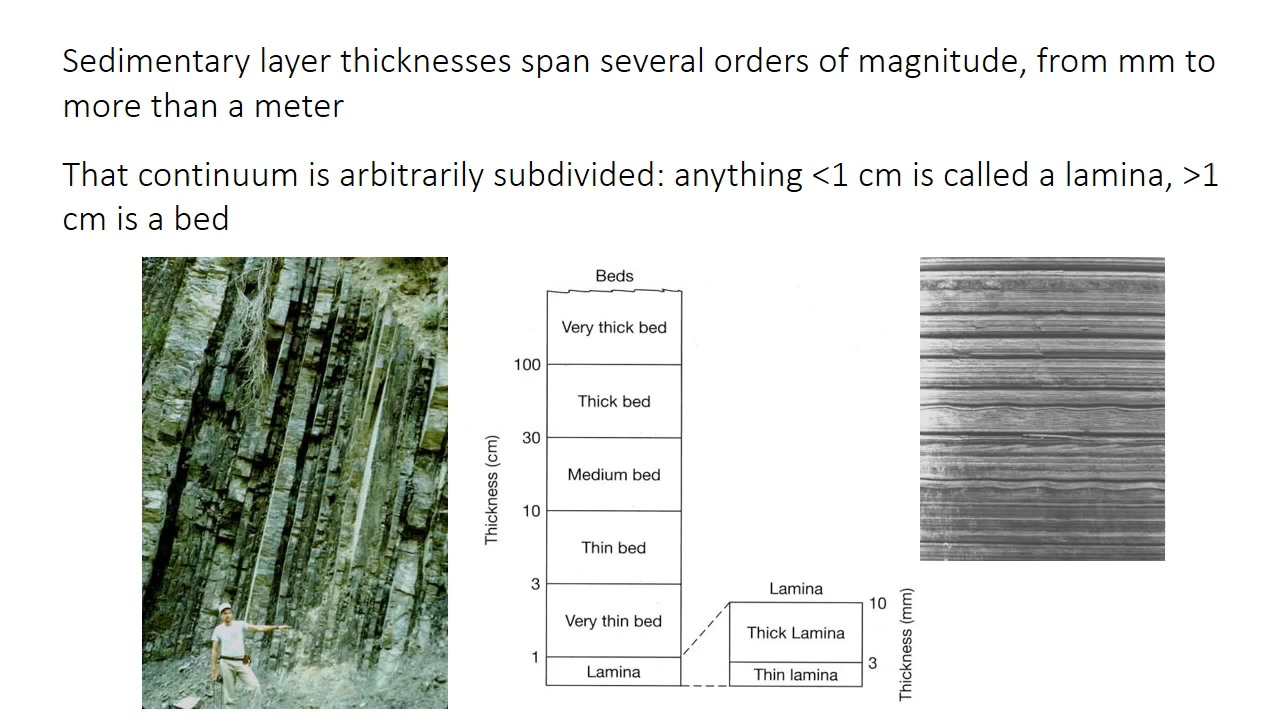 Sedimentary layer thicknesses span several orders of magnitude, from mm to
more than a meter
That continuum is arbitrarily subdivided: anything <1 cm is called a lamina, >1
cm is a bed
Beds
Very thick bed
100
Thick bed
30
Medium bed
10
Thin bed
3
Very thin bed
1
Lamina
Thickness (cm)
Lamina
10
Thick Lamina
3
Thin lamina
Thickness (mm)